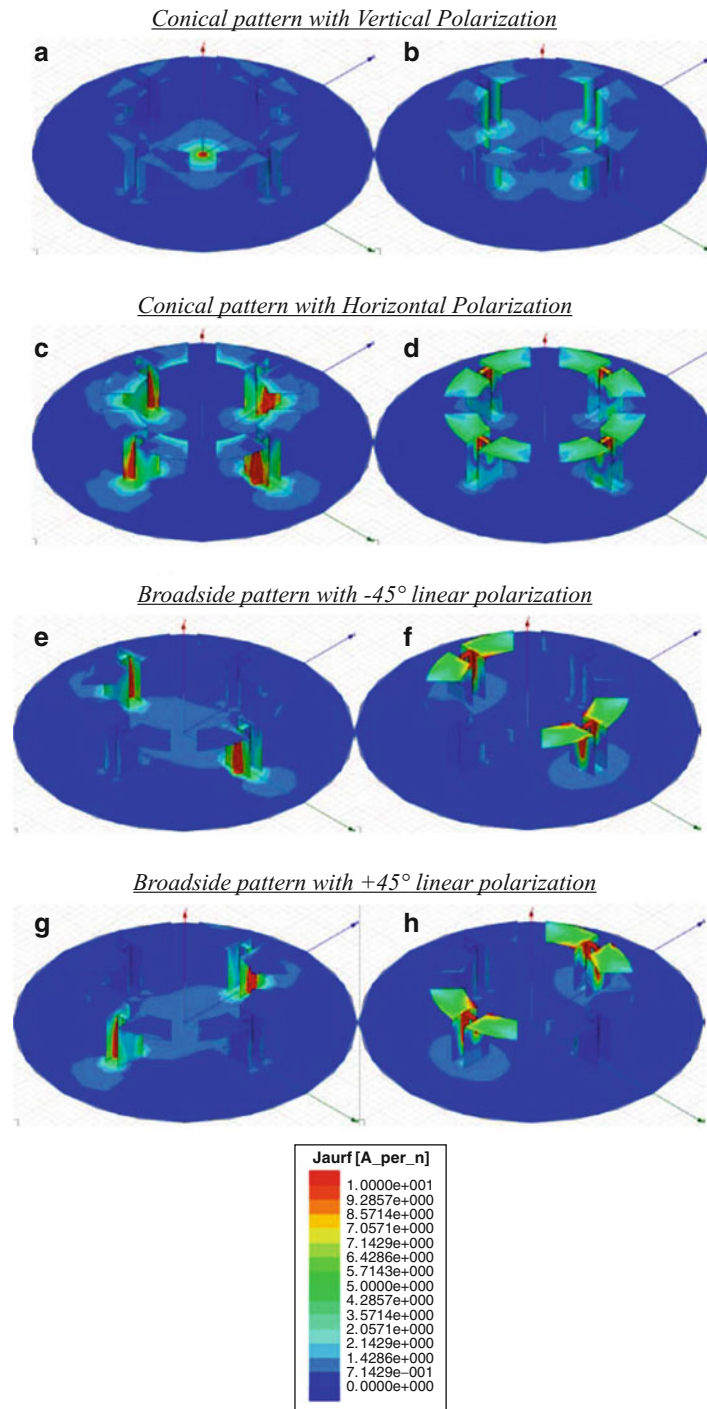 Conical pattern with Vertical Polarization
a
b
Conical pattern with Horizontal Polarization
c
d
Broadside pattern with -45° linear polarization
e
f
Broadside pattern with +45° linear polarization
g
h
Jaurf [A_per_n]
1.0000e+001
9.2857e+000
8.5714e+000
7.0571e+000
7.1429e+000
6.4286e+000
5.7143e+000
5.0000e+000
4.2857e+000
3.5714e+000
2.0571e+000
2.1429e+000
1.4286e+000
7.1429e−001
0.0000e+000